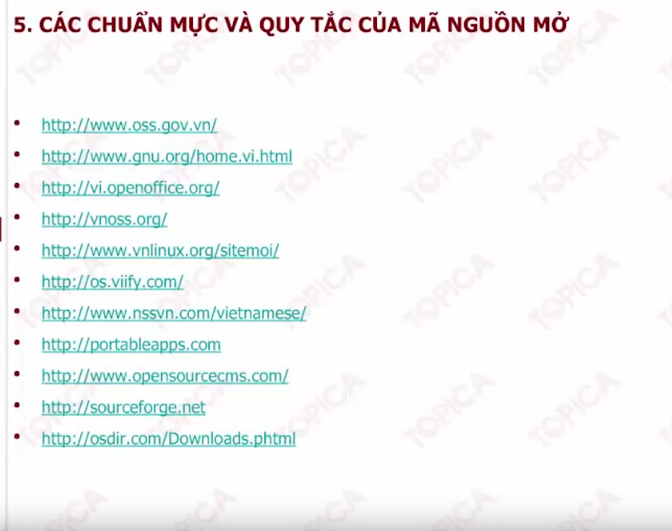 5. CÁC CHUẨN MỰC VÀ QUY TẮC CỦA MÃ NGUỒN MỞ
• http://www.oss.gov.vn/
• http://www.gnu.org/home.vi.html
• http://vi.openoffice.org/
• http://vnoss.org/
• http://www.vnlinux.org/sitemoi/
• http://os.viify.com/
• http://www.nssvn.com/vietnamese/
• http://portableapps.com
• http://www.opensourcecms.com/
• http://sourceforge.net
• http://osdir.com/Downloads.phtml